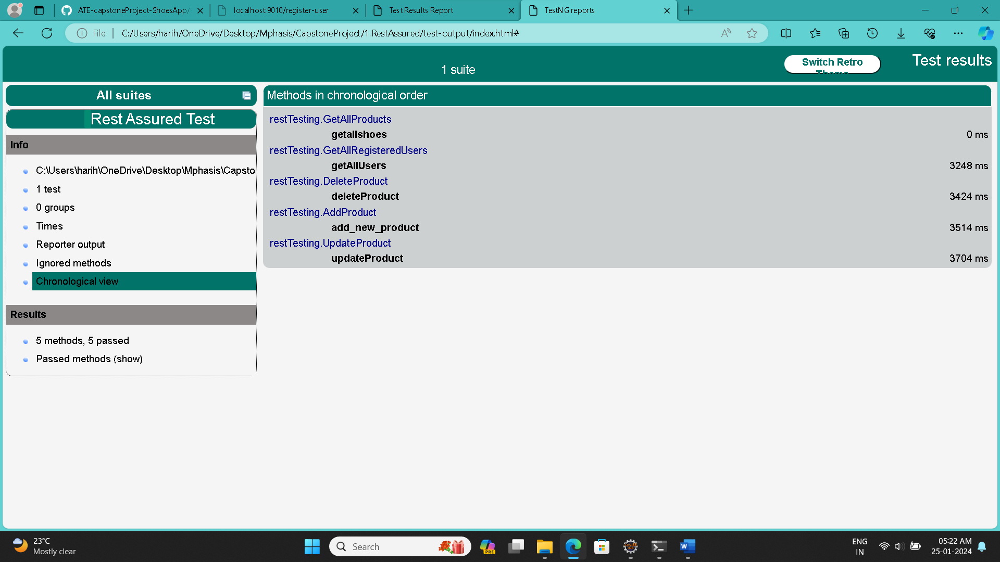 ATE-capstoneProject-ShoesApp/
localhost:9010/register-user
Test Results Report
TestNG reports
File
C:/Users/harih/OneDrive/Desktop/Mphasis/CapstoneProject/1.RestAssured/test-output/index.html#
Test results
Switch Retro
1 suite
All suites
Rest Assured Test
Info
C:\Users\harih\OneDrive\Desktop\Mphasis\Capsto
1 test
0 groups
Times
Reporter output
Ignored methods
Chronological view
Results
5 methods, 5 passed
Passed methods (show)
Methods in chronological order
restTesting.GetAllProducts
getallshoes 0 ms
restTesting.GetAllRegisteredUsers
getAllUsers 3248 ms
restTesting.DeleteProduct
deleteProduct 3424 ms
restTesting.AddProduct
add_new_product 3514 ms
restTesting.UpdateProduct
updateProduct 3704 ms
23°C
Mostly clear
Search
PRE
ENG
IN
05:22 AM
25-01-2024